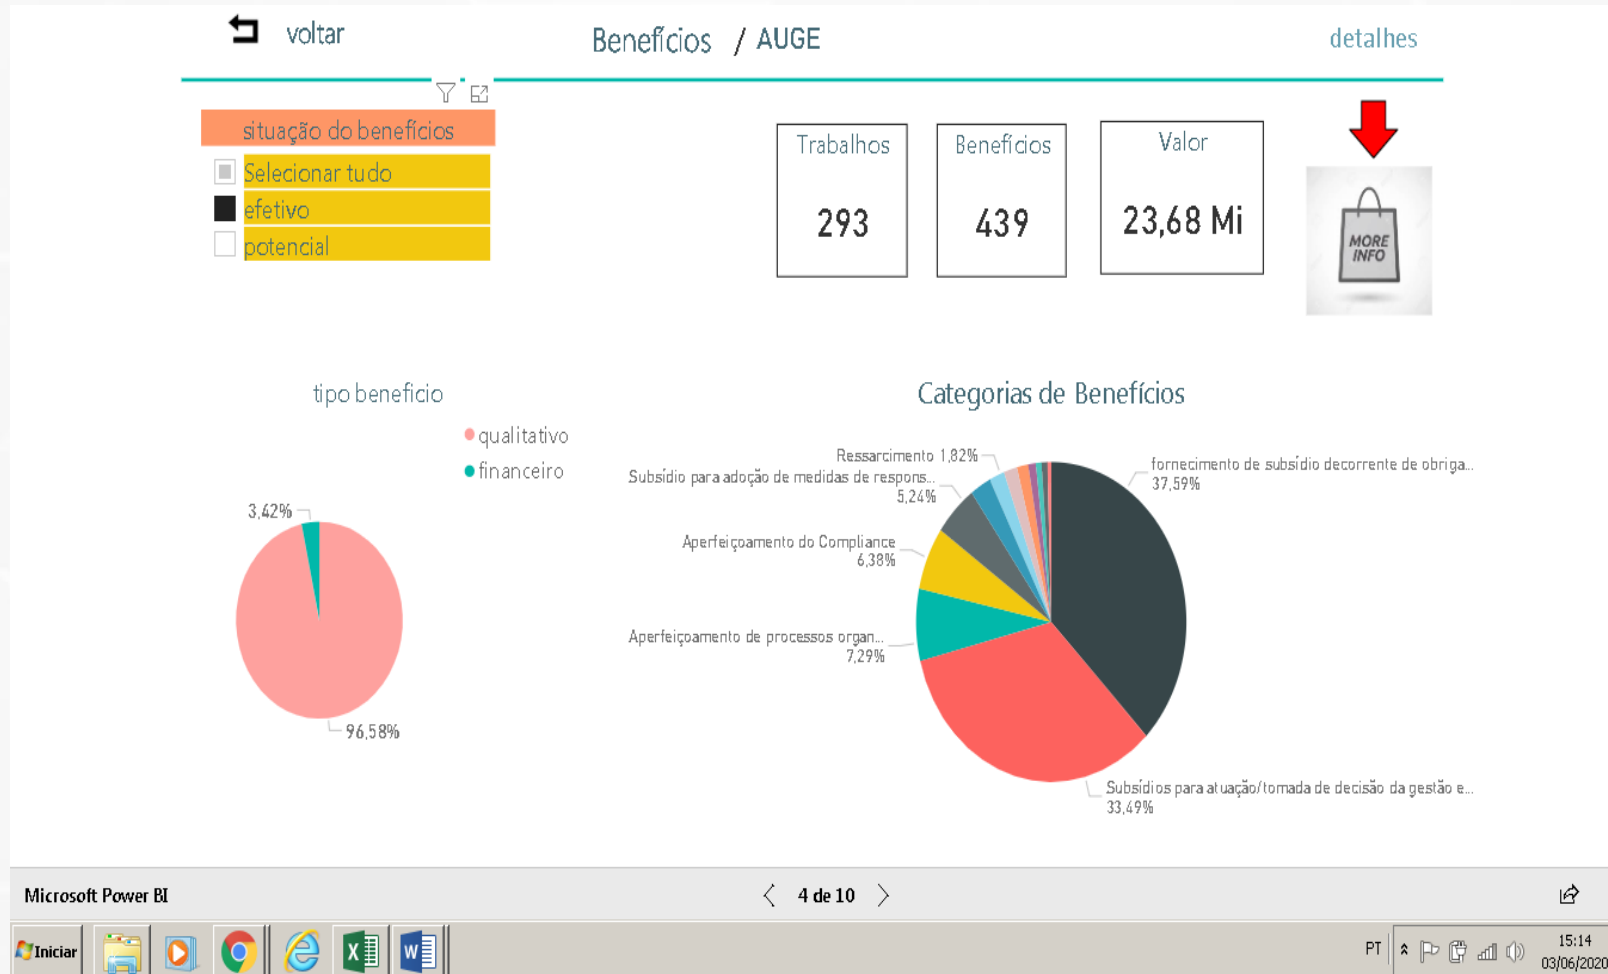 voltar
Benefícios / AUGE
detalhes
situação do benefícios
Selecionar tudo
efetivo
potencial
Trabalhos
293
Benefícios
439
Valor
23,68 Mi
MORE
INFO
tipo beneficio
qualitativo
financeiro
3,42%
96,58%
Categorias de Benefícios
Ressarcimento 1,82%
Subsídio para adoção de medidas de respons...
5,24%
Aperfeiçoamento do Compliance
6,38%
Aperfeiçoamento de processos organ...
7,29%
fornecimento de subsídio decorrente de obriga...
37,59%
Subsídios para atuação/tomada de decisão da gestão e...
33,49%
Microsoft Power BI
4 de 10
Iniciar
PT
15:14
03/06/2020